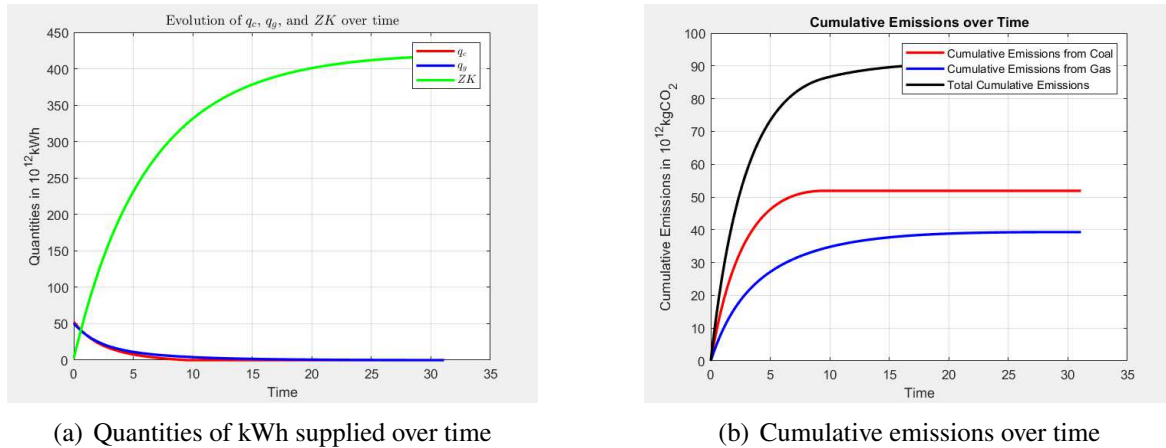 Evolution of q_c, q_g, and ZK over time
450
400
350
300
250
200
150
100
50
0
Quantities in 10^12kWh
q_c
q_g
ZK
0 5 10 15 20 25 30 35
Time
(a) Quantities of kWh supplied over time
Cumulative Emissions over Time
100
90
80
70
60
50
40
30
20
10
0
Cumulative Emissions in 10^12kgCO_2
Cumulative Emissions from Coal
Cumulative Emissions from Gas
Total Cumulative Emissions
0 5 10 15 20 25 30 35
Time
(b) Cumulative emissions over time